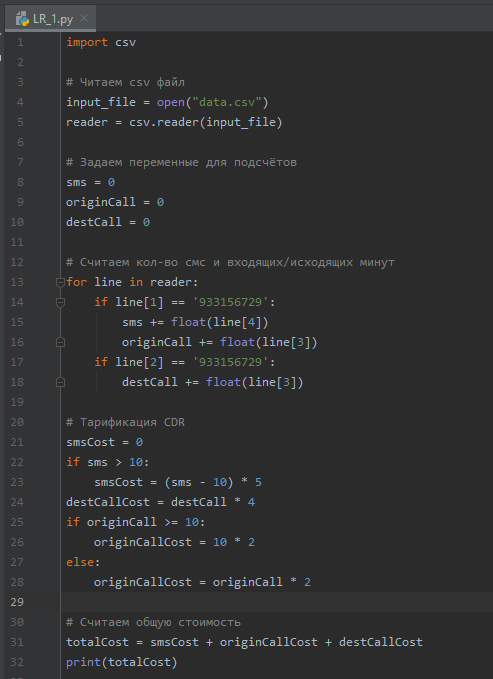 LR_1.py
1 import csv
2
3 # Читаем csv файл
4 input_file = open("data.csv")
5 reader = csv.reader(input_file)
6
7 # Задаем переменные для подсчётов
8 sms = 0
9 originCall = 0
10 destCall = 0
11
12 # Считаем кол-во смс и входящих/исходящих минут
13 for line in reader:
14     if line[1] == '933156729':
15         sms += float(line[4])
16         originCall += float(line[3])
17     if line[2] == '933156729':
18         destCall += float(line[3])
19
20 # Тарификация CDR
21 smsCost = 0
22 if sms > 10:
23     smsCost = (sms - 10) * 5
24 destCallCost = destCall * 4
25 if originCall >= 10:
26     originCallCost = 10 * 2
27 else:
28     originCallCost = originCall * 2
29
30 # Считаем общую стоимость
31 totalCost = smsCost + originCallCost + destCallCost
32 print(totalCost)